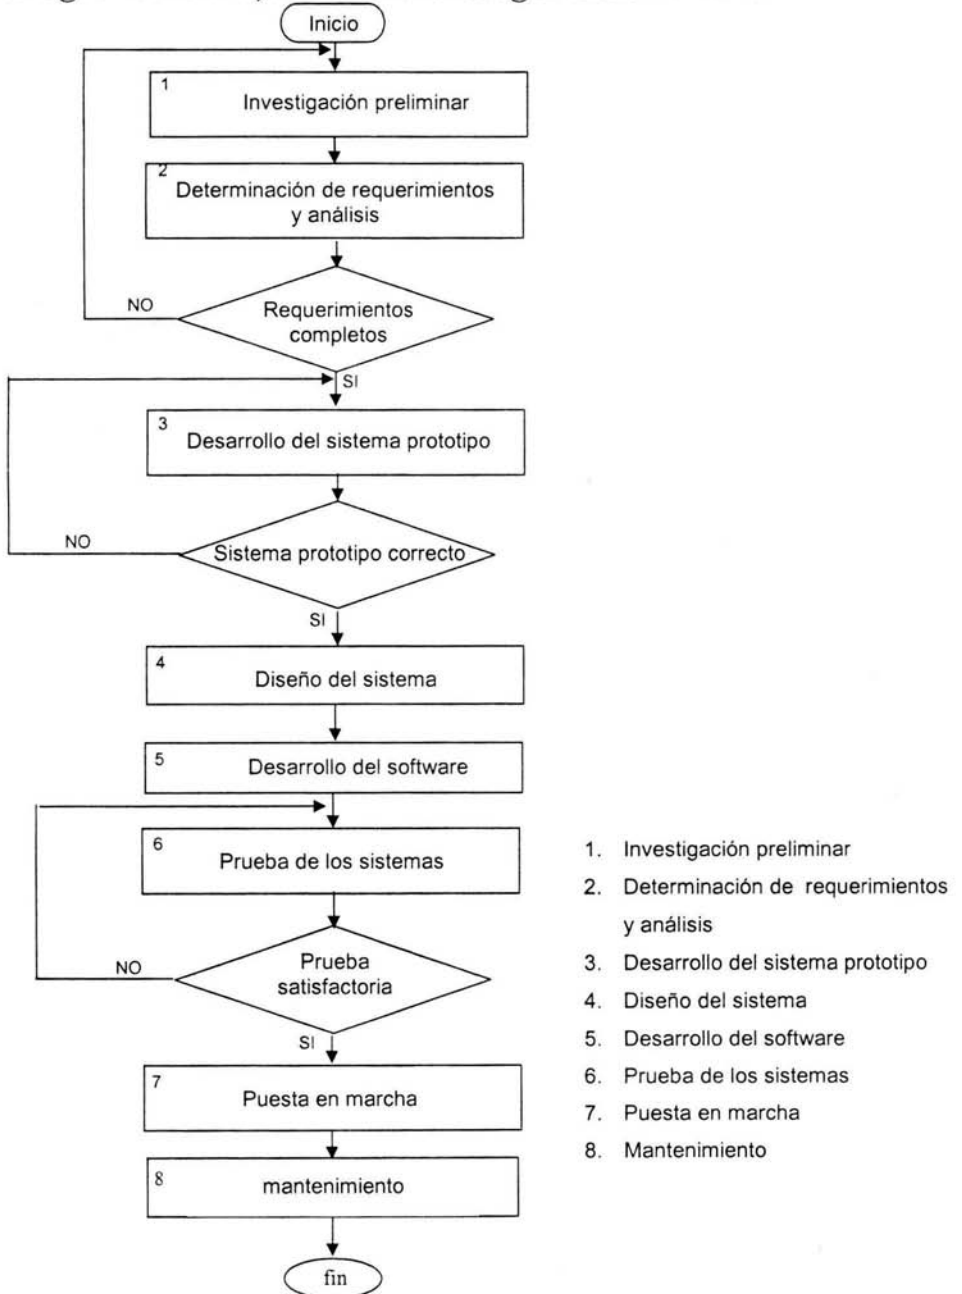 Inicio
1
Investigación preliminar
2
Determinación de requerimientos
y análisis
Requerimientos
completos
NO
SI
3
Desarrollo del sistema prototipo
NO
Sistema prototipo correcto
SI
4
Diseño del sistema
5
Desarrollo del software
6
Prueba de los sistemas
NO
Prueba
satisfactoria
SI
7
Puesta en marcha
8
mantenimiento
fin
1. Investigación preliminar
2. Determinación de requerimientos
y análisis
3. Desarrollo del sistema prototipo
4. Diseño del sistema
5. Desarrollo del software
6. Prueba de los sistemas
7. Puesta en marcha
8. Mantenimiento